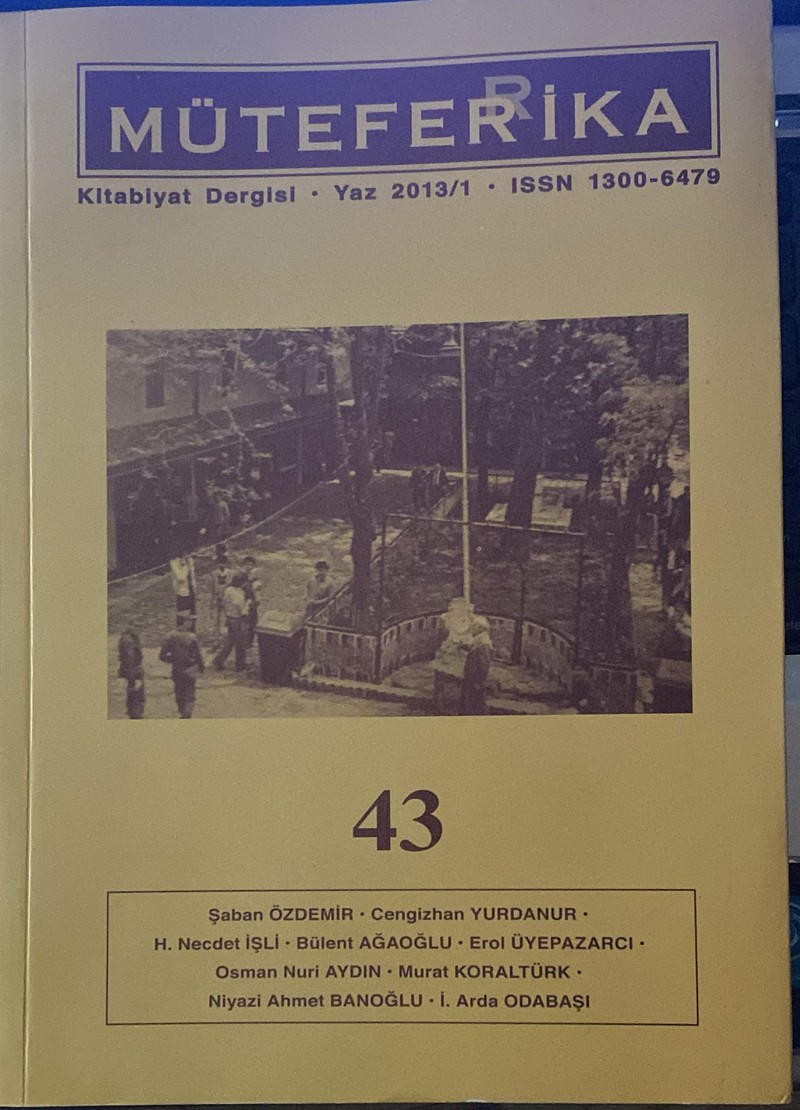 MÜTEFERRİKA
Kitabiyat Dergisi · Yaz 2013/1 · ISSN 1300-6479
43
Şaban ÖZDEMİR · Cengizhan YURDANUR ·
H. Necdet İŞLİ · Bülent AĞAOĞLU · Erol ÜYEPAZARCI ·
Osman Nuri AYDIN · Murat KORALTÜRK ·
Niyazi Ahmet BANOĞLU · İ. Arda ODABAŞI